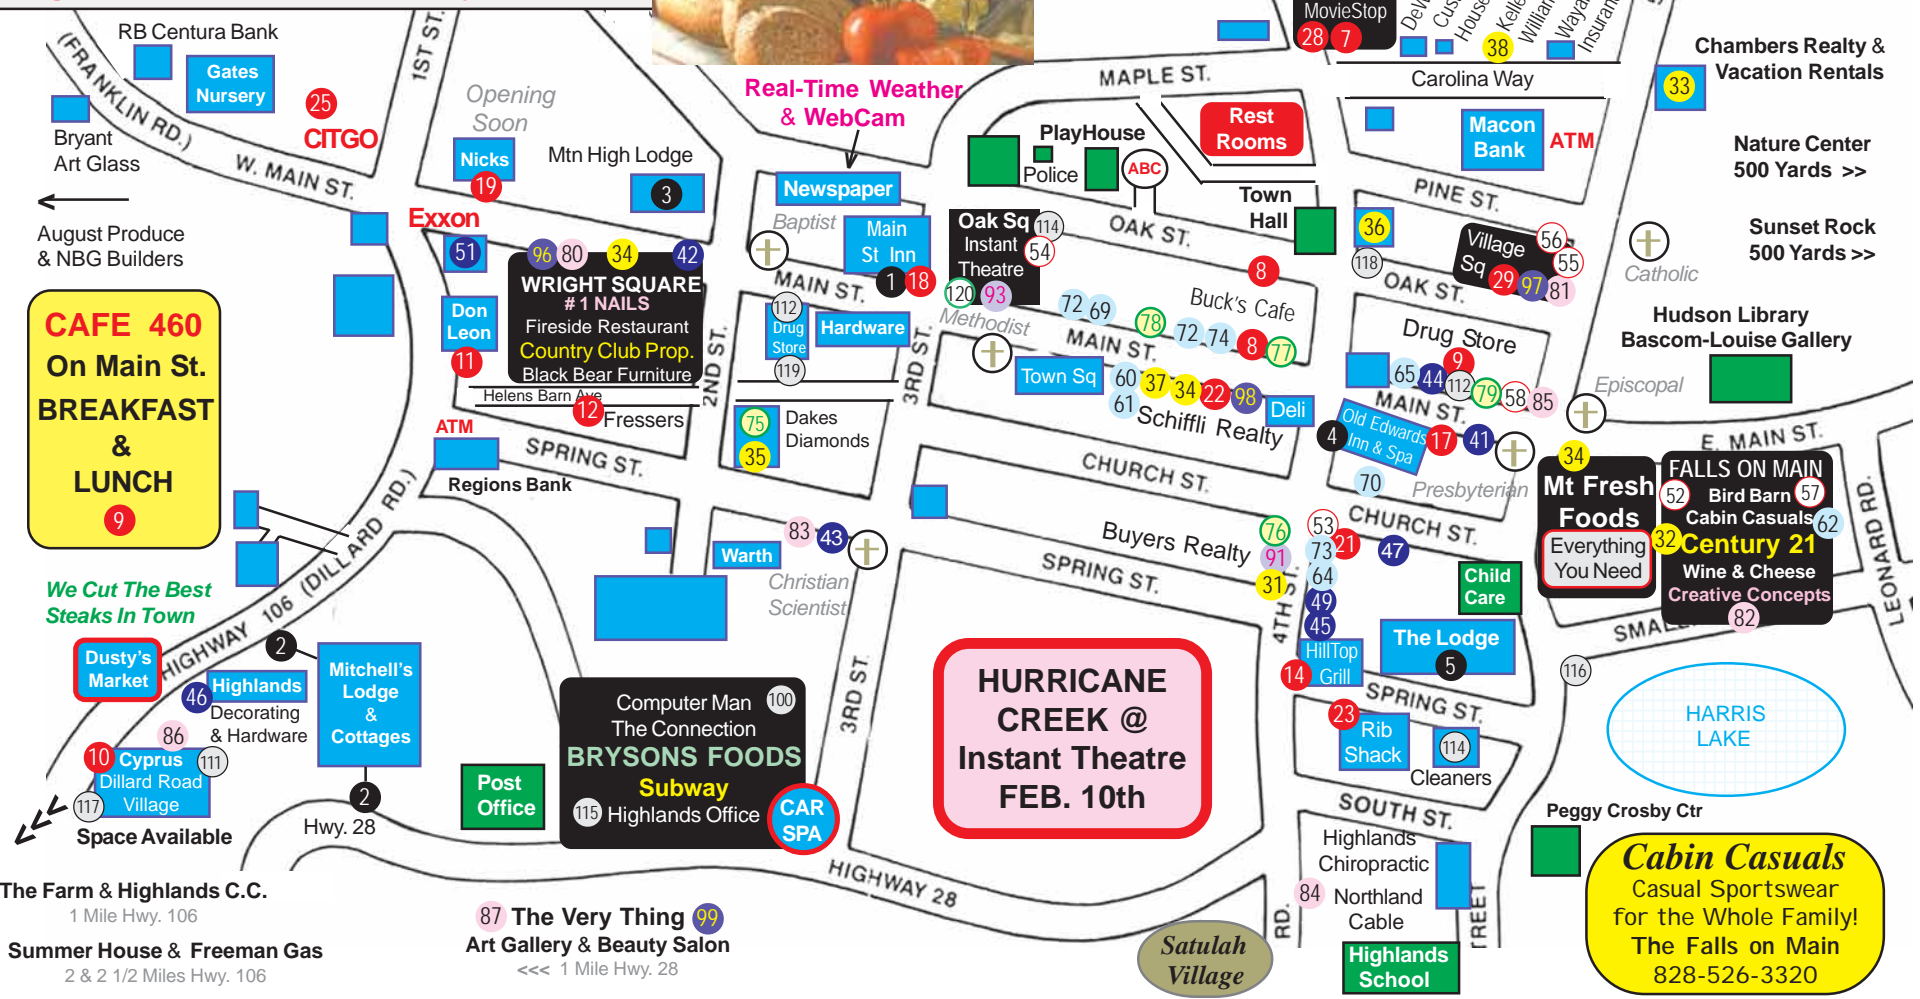 RB Centura Bank
Gates
Nursery
Bryant
Art Glass
(FRANKLIN RD.)
W. MAIN ST.
1ST ST.
25
CITGO
August Produce
& NBG Builders
Opening
Soon
Nicks
19
Mtn High Lodge
3
Exxon
51
Real-Time Weather
& WebCam
Newspaper
Baptist
Main
St Inn
1
18
MAIN ST.
MovieStop
28
7
38
MAPLE ST.
Carolina Way
Rest
Rooms
PlayHouse
Police
ABC
Town
Hall
OAK ST.
Macon
Bank
ATM
PINE ST.
Chambers Realty &
Vacation Rentals
33
Nature Center
500 Yards >>
Sunset Rock
500 Yards >>
Catholic
Hudson Library
Bascom-Louise Gallery
Episcopal
36
118
Village
Sq
56
55
29
97
81
OAK ST.
Oak Sq
114
Instant
54
Theatre
120
93
Methodist
8
Buck's Cafe
72
69
78
72
74
8
77
MAIN ST.
Town Sq
60
37
34
22
98
61
Schiffli Realty
Deli
Drug Store
9
65
44
112
79
58
85
MAIN ST.
Old Edwards
Inn & Spa
4
17
41
70
Presbyterian
E. MAIN ST.
LEONARD RD.
CAFE 460
On Main St.
BREAKFAST
&
LUNCH
9
Don
Leon
11
96
80
34
42
WRIGHT SQUARE
# 1 NAILS
Fireside Restaurant
Country Club Prop.
Black Bear Furniture
Helens Barn Ave
12
Fressers
2ND ST.
112
Drug
Store
119
Hardware
3RD ST.
75
35
Dakes
Diamonds
ATM
SPRING ST.
Regions Bank
CHURCH ST.
Buyers Realty
76
91
31
SPRING ST.
4TH ST.
53
21
73
64
49
45
47
CHURCH ST.
34
Mt Fresh
Foods
Everything
You Need
FALLS ON MAIN
52
Bird Barn
57
Cabin Casuals
62
32
Century 21
Wine & Cheese
Creative Concepts
82
Child
Care
The Lodge
5
HillTop
Grill
14
SPRING ST.
23
Rib
Shack
114
Cleaners
116
HARRIS
LAKE
SOUTH ST.
We Cut The Best
Steaks In Town
Dusty's
Market
HIGHWAY 106 (DILLARD RD.)
2
46
Highlands
Decorating
& Hardware
Mitchell's
Lodge
&
Cottages
2
Hwy. 28
86
10
Cyprus
111
Dillard Road
Village
117
Space Available
Warth
83
43
Christian
Scientist
3RD ST.
Post
Office
Computer Man
100
The Connection
BRYSONS FOODS
Subway
115
Highlands Office
CAR
SPA
HURRICANE
CREEK @
Instant Theatre
FEB. 10th
HIGHWAY 28
Highlands
Chiropractic
84
Northland
Cable
RD.
Highlands
School
Satulah
Village
Peggy Crosby Ctr
Cabin Casuals
Casual Sportswear
for the Whole Family!
The Falls on Main
828-526-3320
The Farm & Highlands C.C.
1 Mile Hwy. 106
Summer House & Freeman Gas
2 & 2 1/2 Miles Hwy. 106
87
The Very Thing
99
Art Gallery & Beauty Salon
<<< 1 Mile Hwy. 28